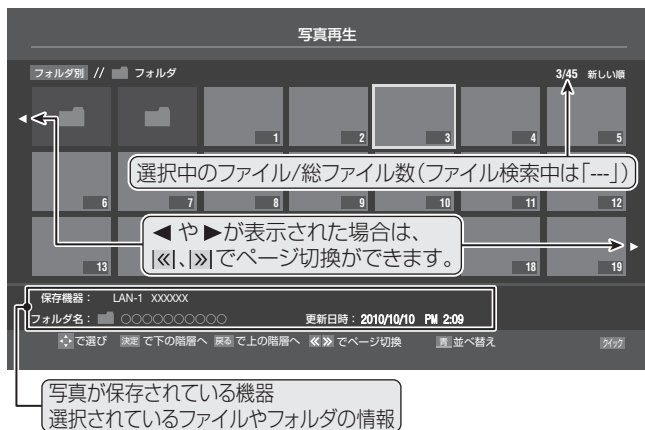 写真再生
フォルダ別 // フォルダ 3/45 新しい順
1 2 3 4 5
選択中のファイル/総ファイル数(ファイル検索中は「---」)
6 7 8 9 10 11 12
◀ や ▶が表示された場合は、
|≪|、|≫|でページ切換ができます。
13 18 19
保存機器： LAN-1 XXXXXX
フォルダ名： ○○○○○○○○○○ 更新日時：2010/10/10 PM 2:09
で選び 決定 で下の階層へ 戻る で上の階層へ ≪≫ でページ切換 青 並べ替え クイック
写真が保存されている機器
選択されているファイルやフォルダの情報